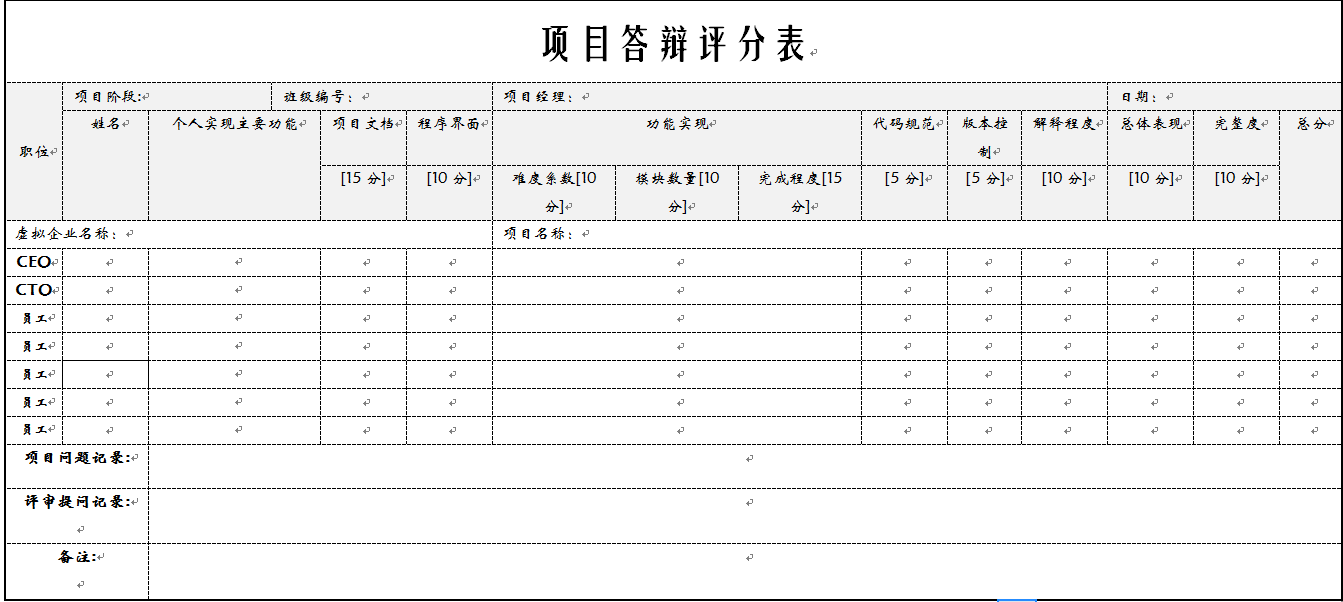 项目答辩评分表
项目阶段: 班级编号： 项目经理： 日期：
职位 姓名 个人实现主要功能 项目文档 程序界面 功能实现 代码规范 版本控制 解释程度 总体表现 完整度 总分
[15 分] [10 分] 难度系数[10 分] 模块数量[10 分] 完成程度[15 分] [5 分] [5 分] [10 分] [10 分] [10 分]
虚拟企业名称： 项目名称：
CEO
CTO
员工
员工
员工
员工
员工
项目问题记录:
评审提问记录:
备注: